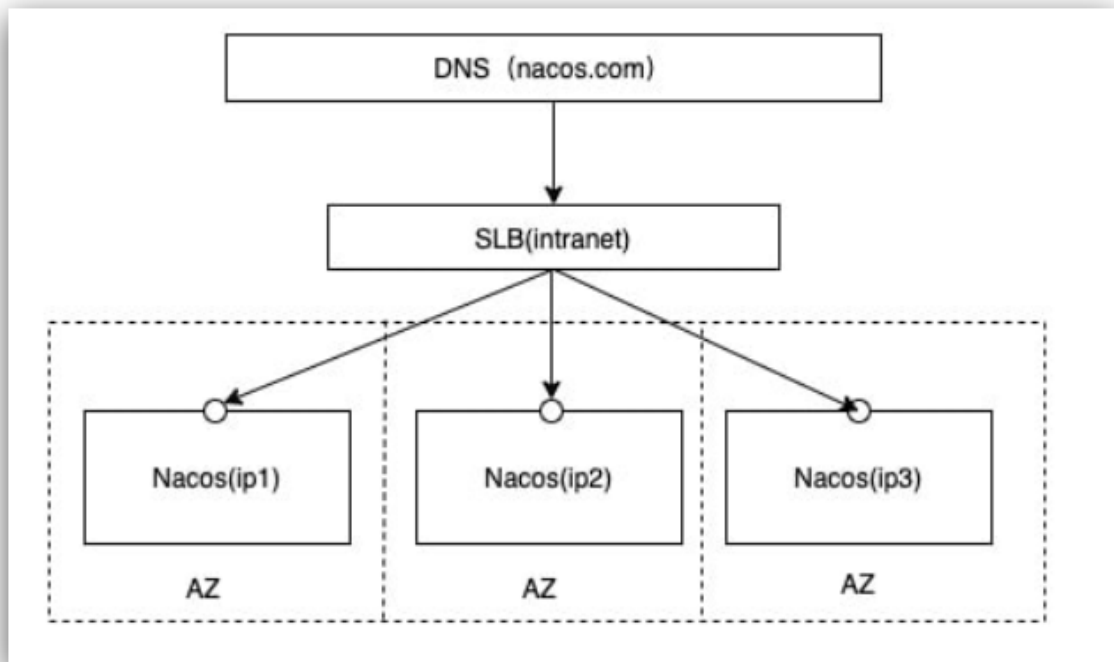 DNS（nacos.com）
SLB(intranet)
Nacos(ip1)
Nacos(ip2)
Nacos(ip3)
AZ
AZ
AZ